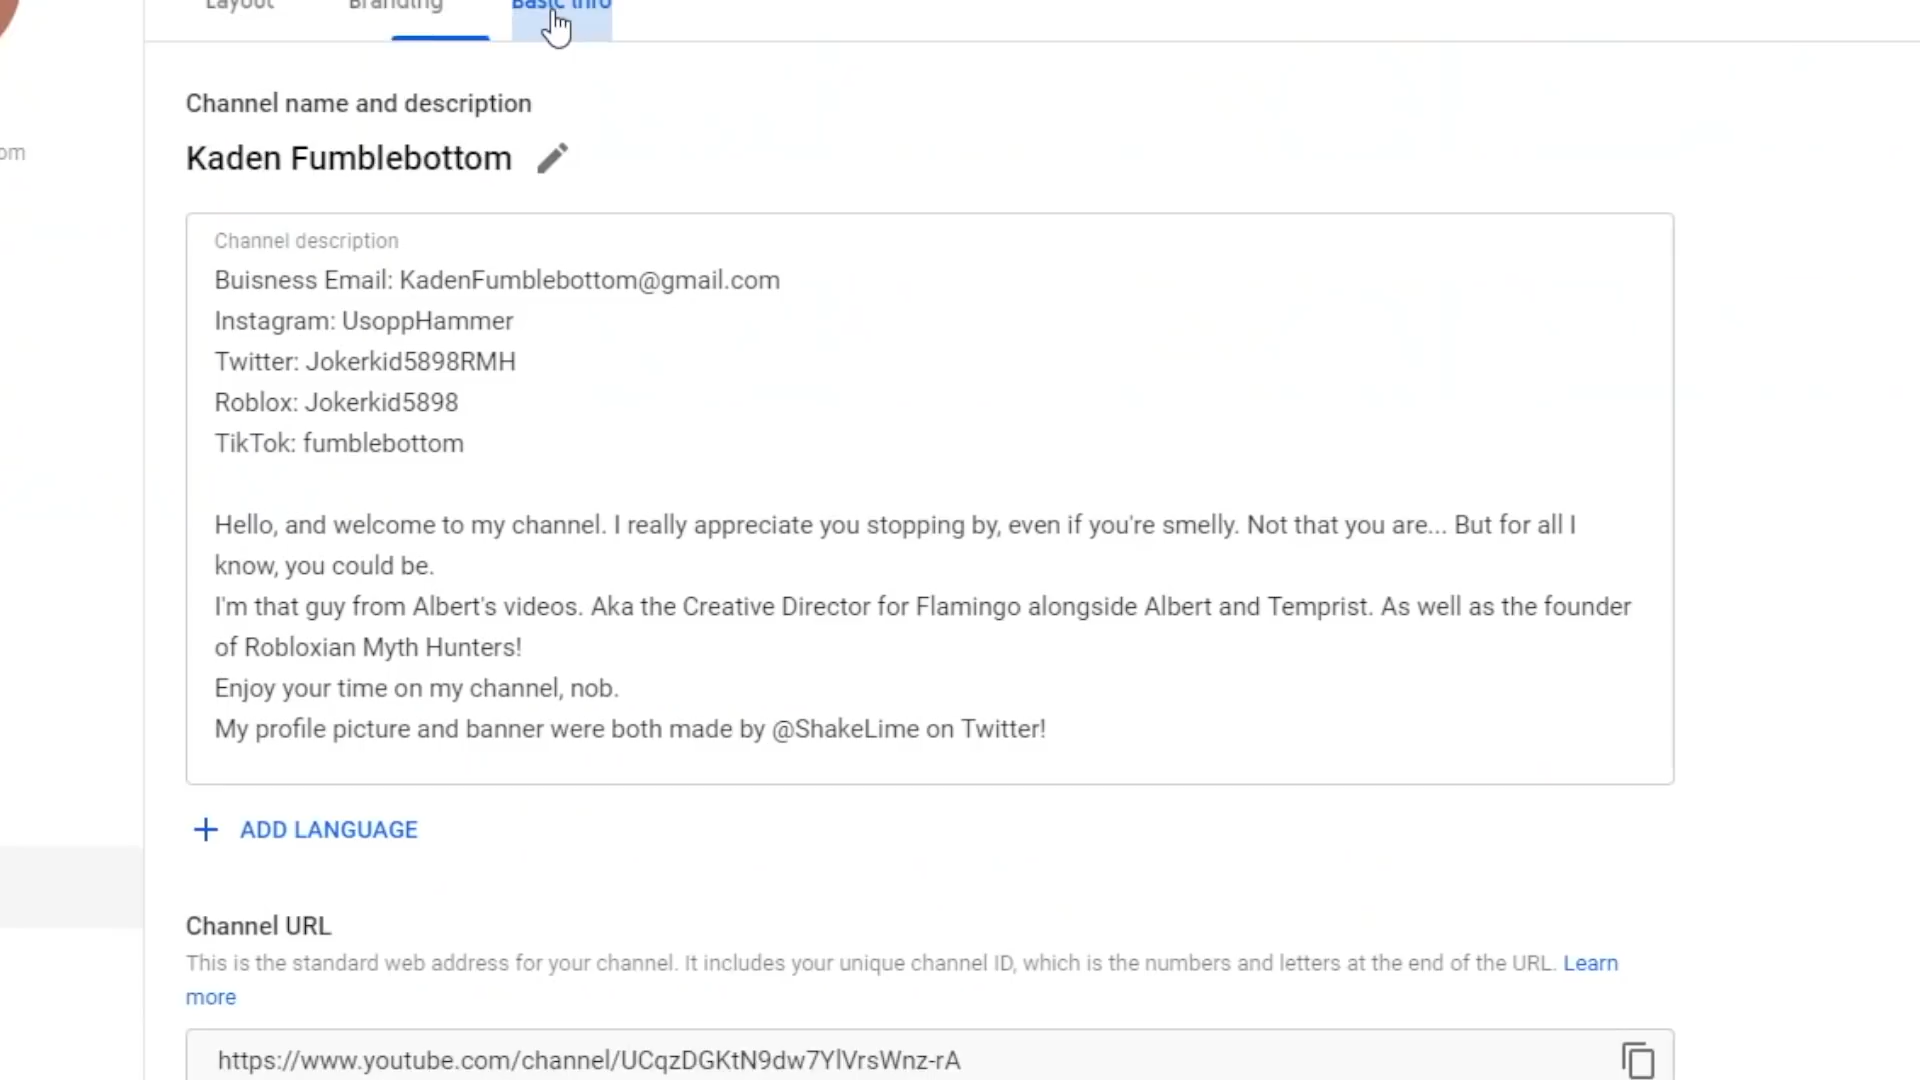 Layout Branding Basic info
om
Channel name and description
Kaden Fumblebottom
Channel description
Buisness Email: KadenFumblebottom@gmail.com
Instagram: UsoppHammer
Twitter: Jokerkid5898RMH
Roblox: Jokerkid5898
TikTok: fumblebottom
Hello, and welcome to my channel. I really appreciate you stopping by, even if you're smelly. Not that you are... But for all I
know, you could be.
I'm that guy from Albert's videos. Aka the Creative Director for Flamingo alongside Albert and Temprist. As well as the founder
of Robloxian Myth Hunters!
Enjoy your time on my channel, nob.
My profile picture and banner were both made by @ShakeLime on Twitter!
ADD LANGUAGE
Channel URL
This is the standard web address for your channel. It includes your unique channel ID, which is the numbers and letters at the end of the URL. Learn
more
https://www.youtube.com/channel/UCqzDGKtN9dw7YlVrsWnz-rA